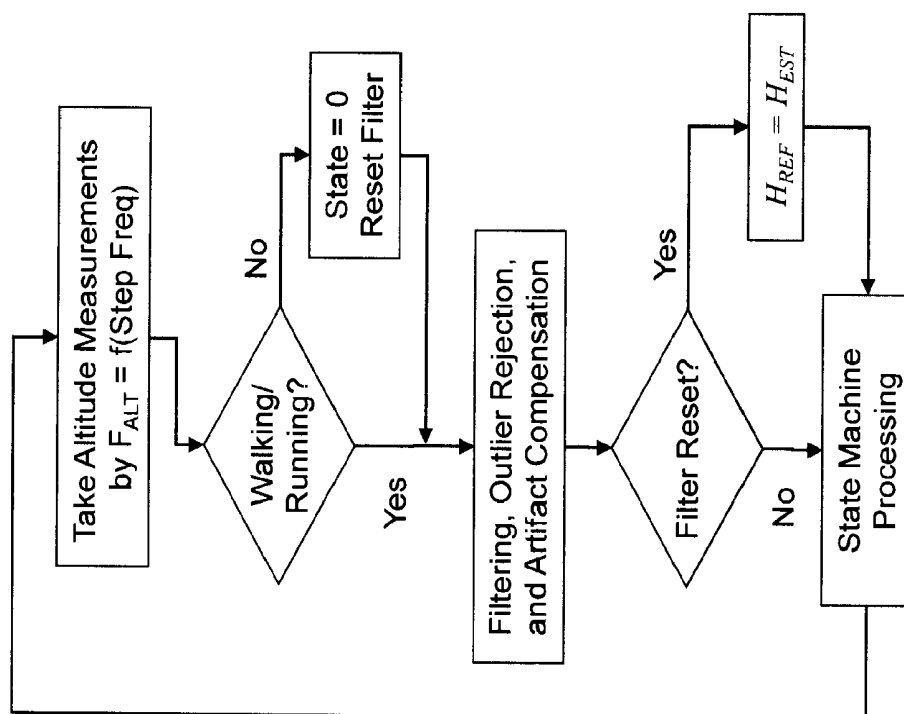 Take Altitude Measurements
by F_ALT = f(Step Freq)
Walking/
Running?
No
State = 0
Reset Filter
Yes
Filtering, Outlier Rejection,
and Artifact Compensation
Filter Reset?
Yes
H_REF = H_EST
No
State Machine
Processing